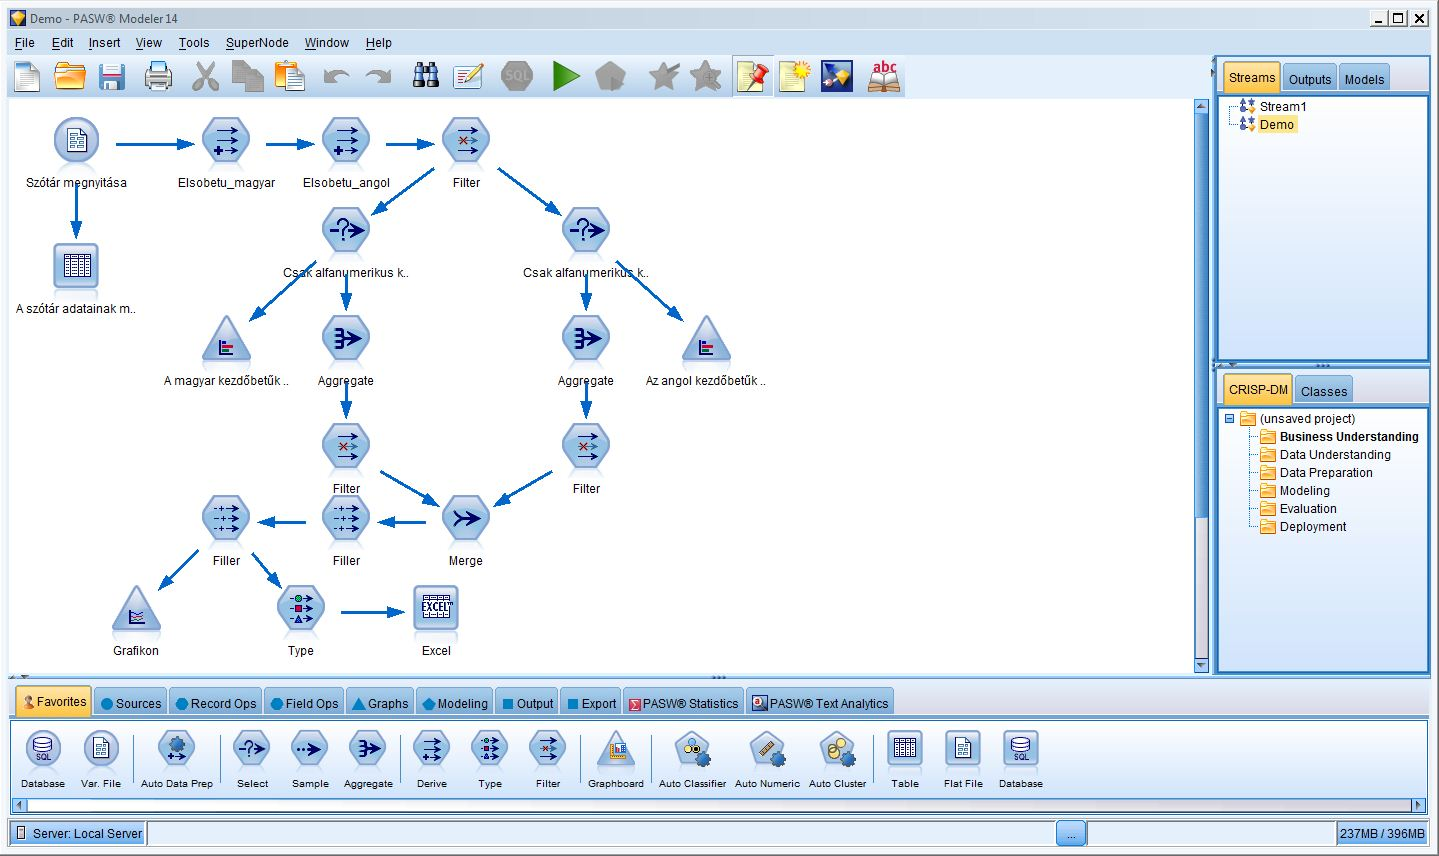 Demo - PASW® Modeler 14
File Edit Insert View Tools SuperNode Window Help
SQL
abc
Streams Outputs Models
Stream1
Demo
Szótár megnyitása
Elsobetu_magyar
Elsobetu_angol
Filter
Csak alfanumerikus k..
Csak alfanumerikus k..
A szótár adatainak m..
A magyar kezdőbetűk ..
Aggregate
Aggregate
Az angol kezdőbetűk ..
Filter
Filter
Filler
Filler
Merge
EXCEL™
Grafikon
Type
Excel
CRISP-DM Classes
(unsaved project)
Business Understanding
Data Understanding
Data Preparation
Modeling
Evaluation
Deployment
Favorites Sources Record Ops Field Ops Graphs Modeling Output Export PASW® Statistics PASW® Text Analytics
SQL
SQL
Database Var. File Auto Data Prep Select Sample Aggregate Derive Type Filter Graphboard Auto Classifier Auto Numeric Auto Cluster Table Flat File Database
Server: Local Server
...
237MB / 396MB